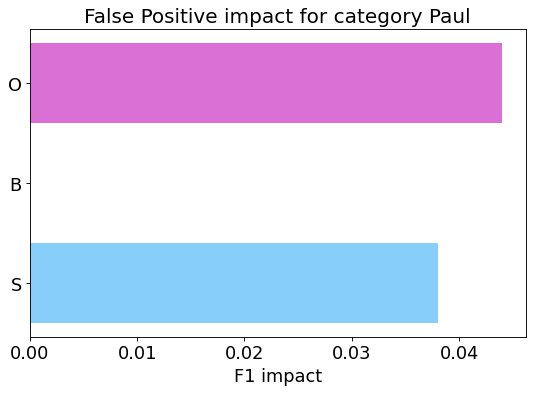 False Positive impact for category Paul
O
B
S
0.00 0.01 0.02 0.03 0.04
F1 impact